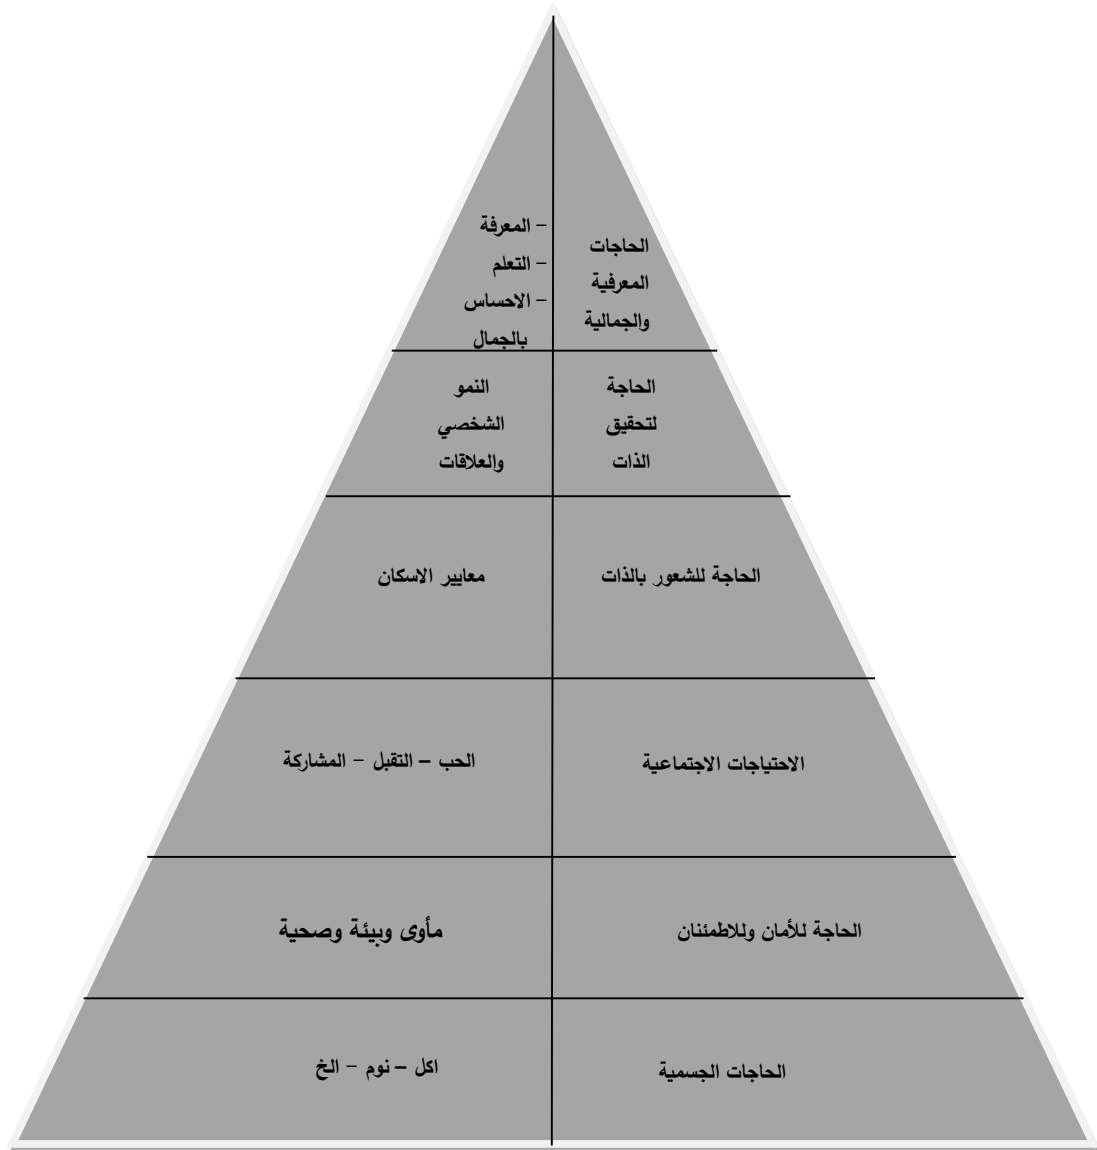 الحاجات
المعرفية
والجمالية
– المعرفة
– التعلم
– الاحساس
بالجمال
الحاجة
لتحقيق
الذات
النمو
الشخصي
والعلاقات
الحاجة للشعور بالذات
معايير الاسكان
الاحتياجات الاجتماعية
الحب – التقبل – المشاركة
الحاجة للأمان وللاطمئنان
مأوى وبيئة وصحية
الحاجات الجسمية
اكل – نوم – الخ